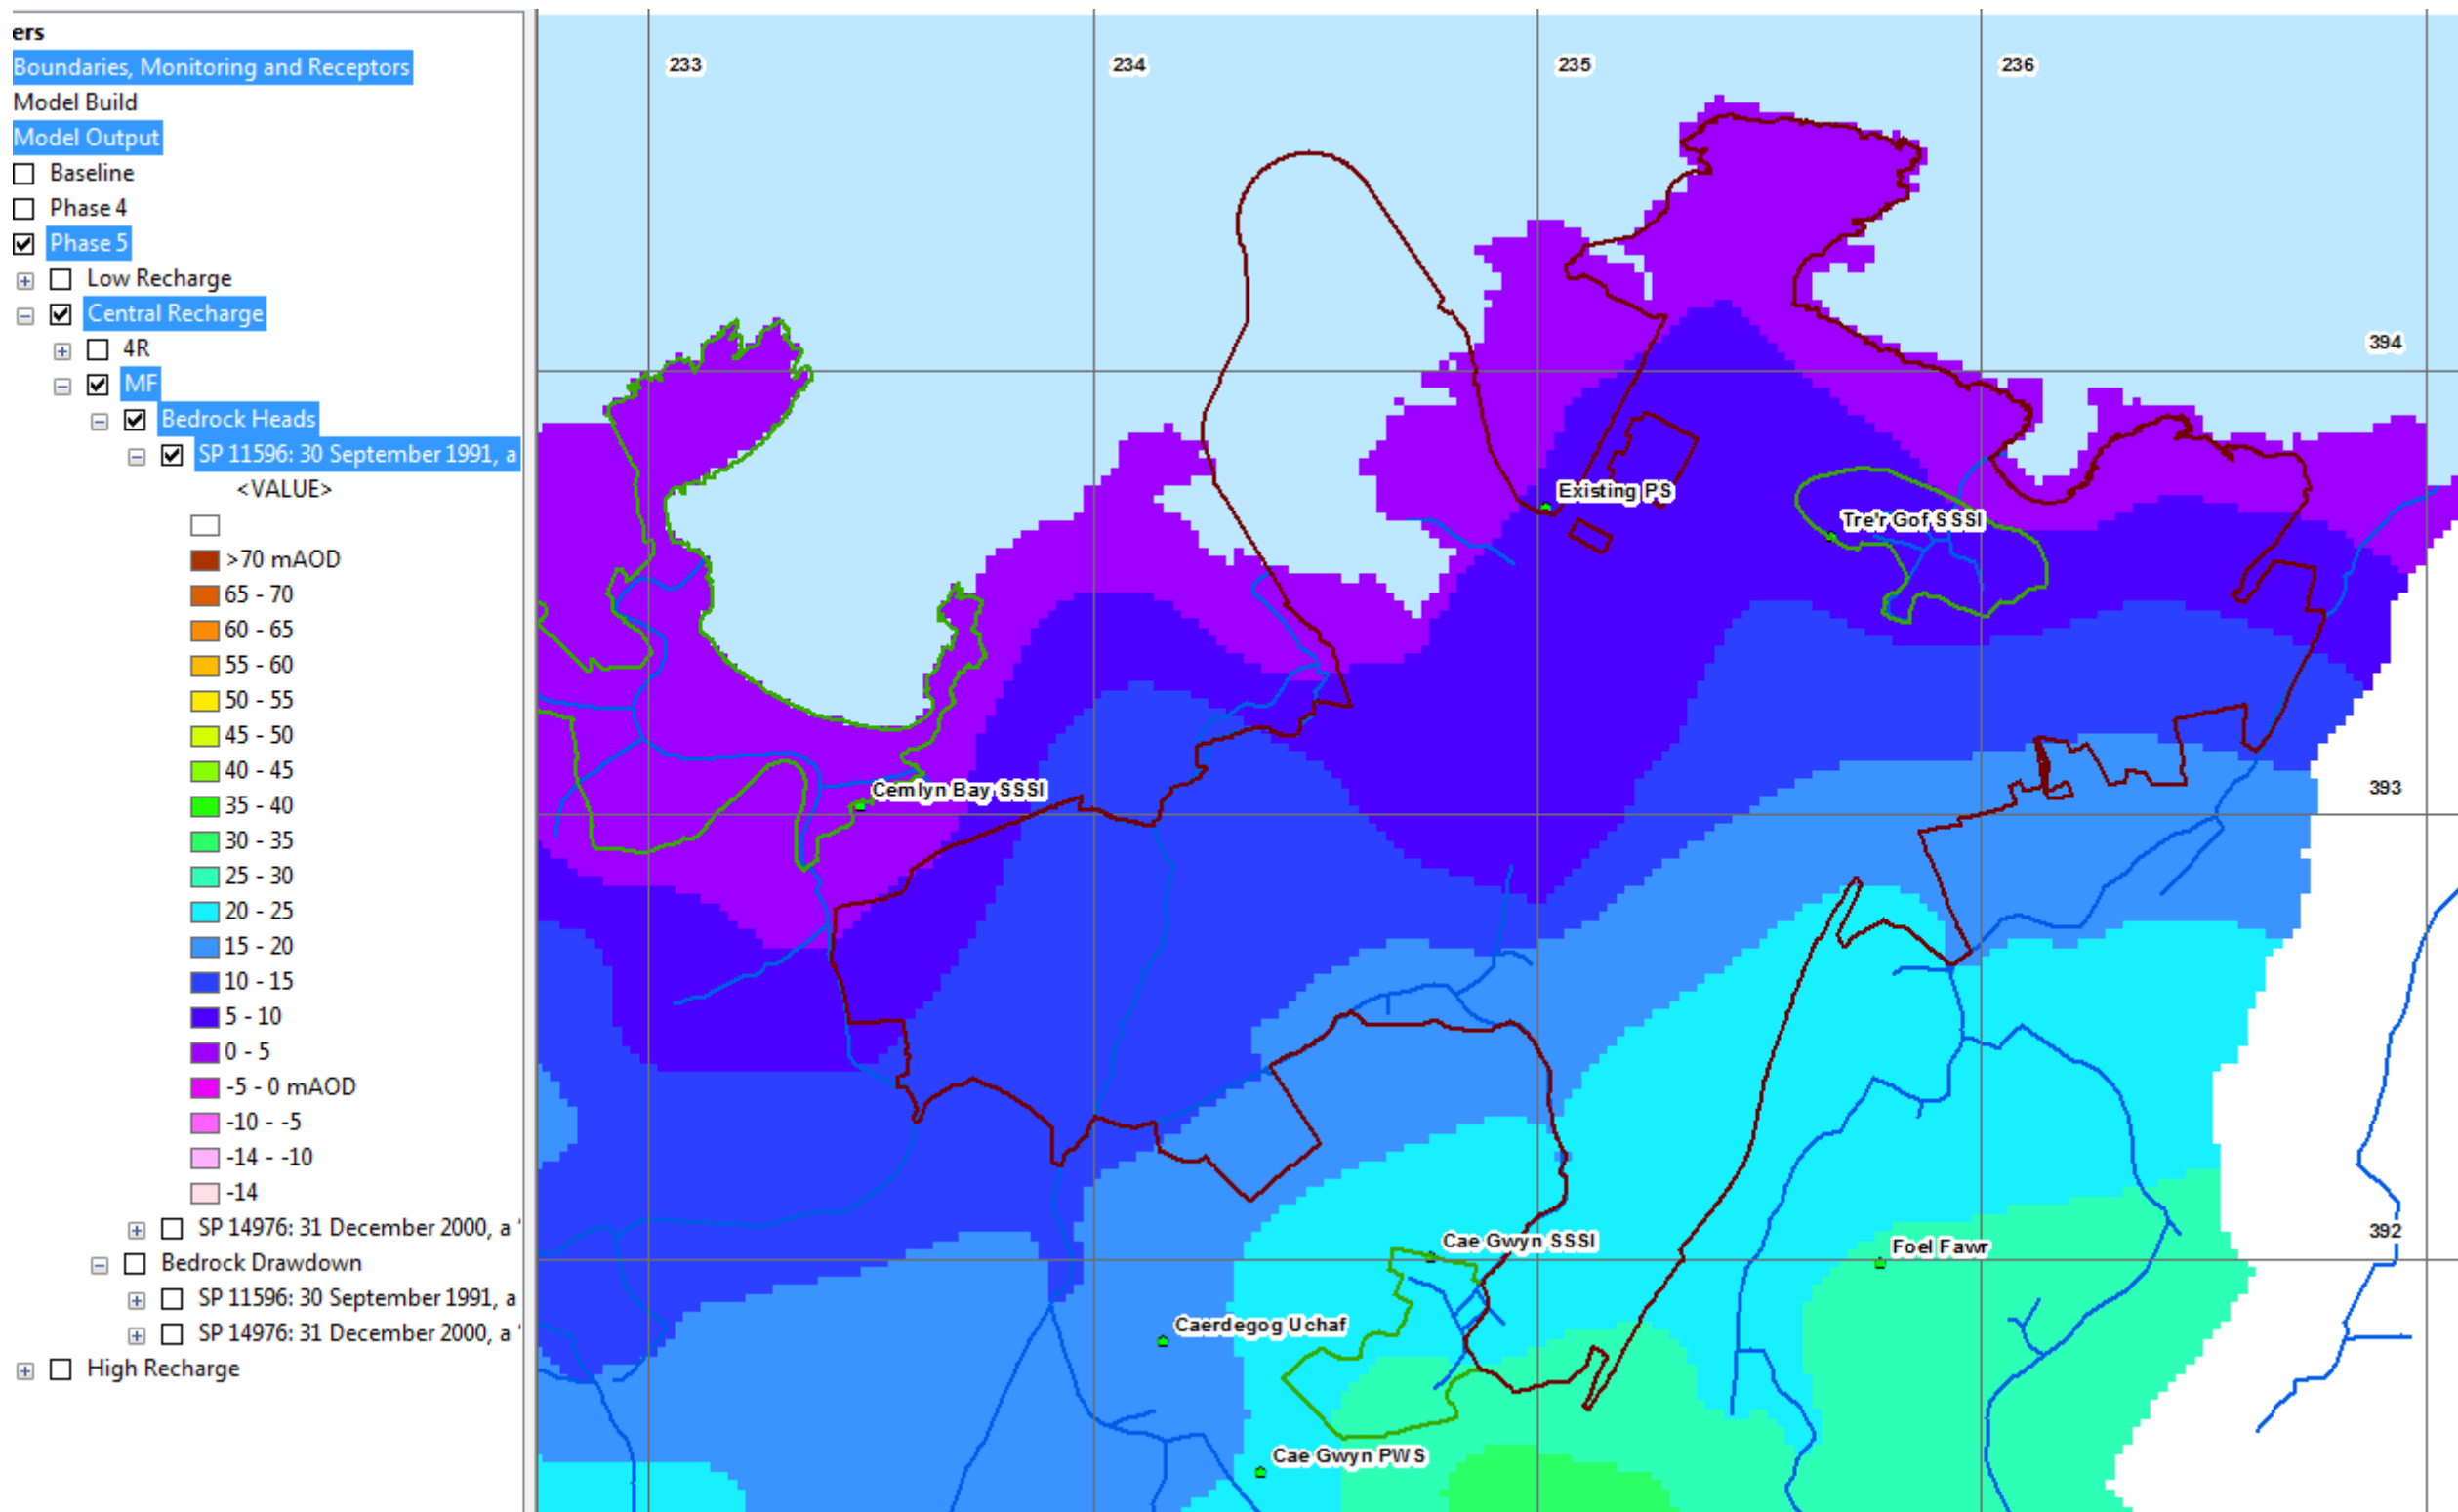 ers
Boundaries, Monitoring and Receptors
Model Build
Model Output
Baseline
Phase 4
Phase 5
Low Recharge
Central Recharge
4R
MF
Bedrock Heads
SP 11596: 30 September 1991, a
<VALUE>
>70 mAOD
65 - 70
60 - 65
55 - 60
50 - 55
45 - 50
40 - 45
35 - 40
30 - 35
25 - 30
20 - 25
15 - 20
10 - 15
5 - 10
0 - 5
-5 - 0 mAOD
-10 - -5
-14 - -10
-14
SP 14976: 31 December 2000, a '
Bedrock Drawdown
SP 11596: 30 September 1991, a
SP 14976: 31 December 2000, a '
High Recharge
233
234
235
236
394
Existing PS
Tre'r Gof SSSI
Cemlyn Bay SSSI
393
392
Cae Gwyn SSSI
Foel Fawr
Caerdegog Uchaf
Cae Gwyn PWS